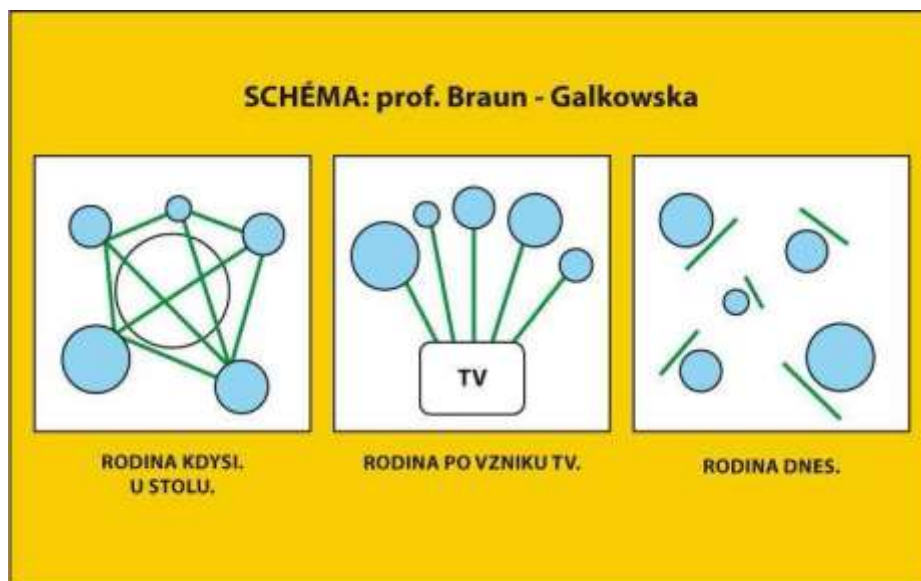 SCHÉMA: prof. Braun - Galkowska
TV
RODINA KDYSI.
U STOLU.
RODINA PO VZNIKU TV.
RODINA DNES.